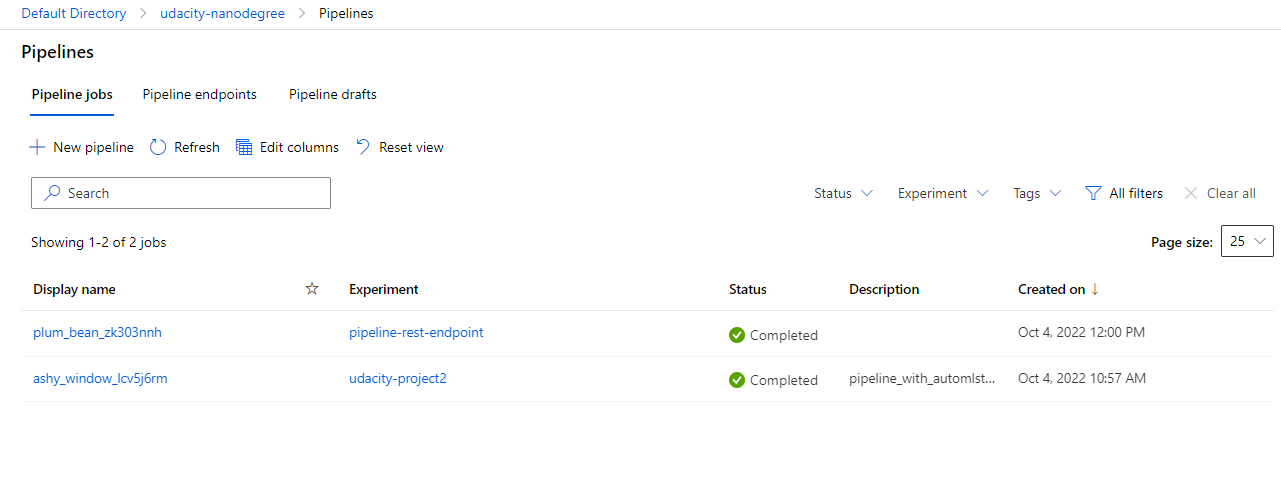 Default Directory > udacity-nanodegree > Pipelines
Pipelines
Pipeline jobs Pipeline endpoints Pipeline drafts
New pipeline Refresh Edit columns Reset view
Search Status Experiment Tags All filters Clear all
Showing 1-2 of 2 jobs Page size: 25
Display name Experiment Status Description Created on ↓
plum_bean_zk303nnh pipeline-rest-endpoint Completed Oct 4, 2022 12:00 PM
ashy_window_lcv5j6rm udacity-project2 Completed pipeline_with_automlst... Oct 4, 2022 10:57 AM